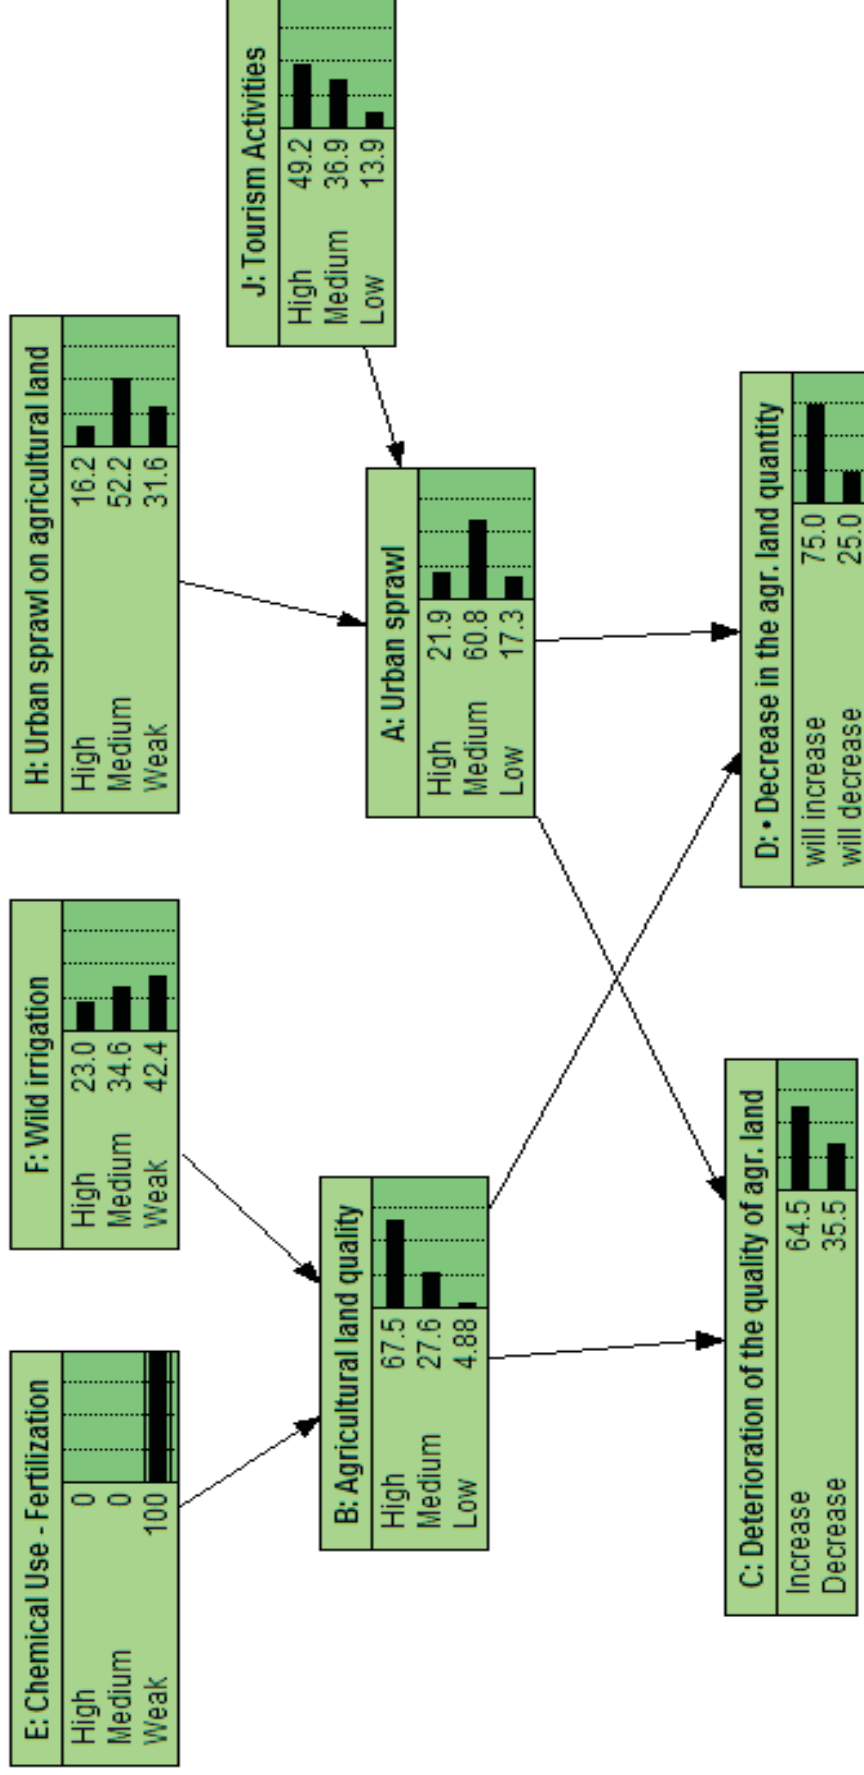 E: Chemical Use - Fertilization
High 0
Medium 0
Weak 100
F: Wild irrigation
High 23.0
Medium 34.6
Weak 42.4
H: Urban sprawl on agricultural land
High 16.2
Medium 52.2
Weak 31.6
J: Tourism Activities
High 49.2
Medium 36.9
Low 13.9
B: Agricultural land quality
High 67.5
Medium 27.6
Low 4.88
A: Urban sprawl
High 21.9
Medium 60.8
Low 17.3
C: Deterioration of the quality of agr. land
Increase 64.5
Decrease 35.5
D: • Decrease in the agr. land quantity
will increase 75.0
will decrease 25.0